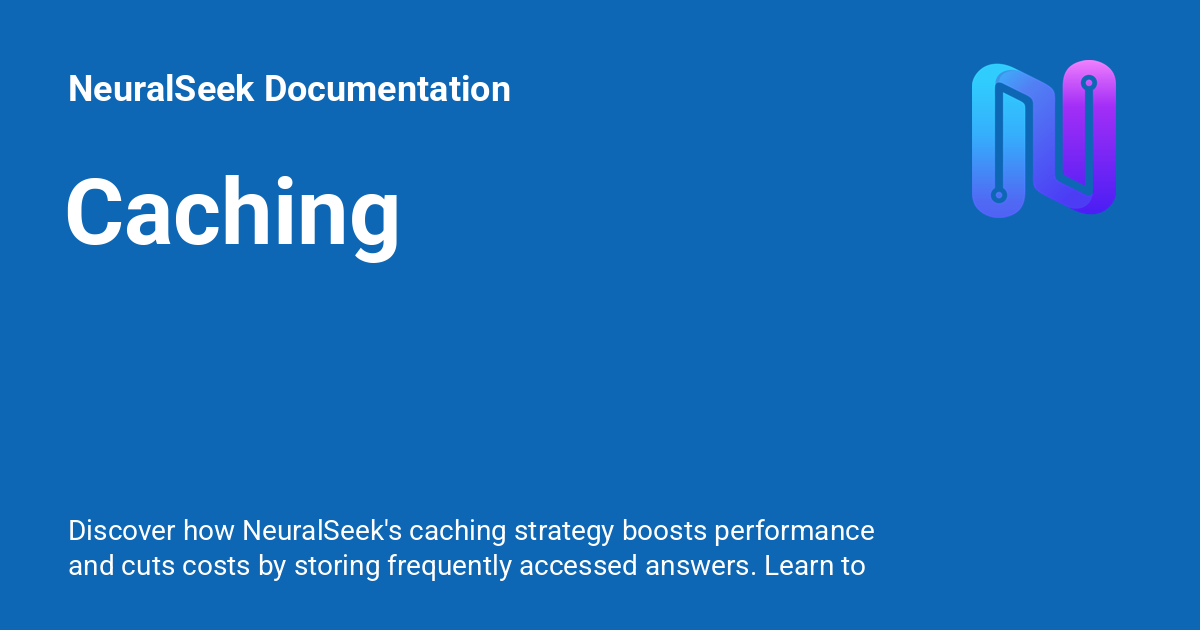 NeuralSeek Documentation
Caching
Discover how NeuralSeek's caching strategy boosts performance
and cuts costs by storing frequently accessed answers. Learn to